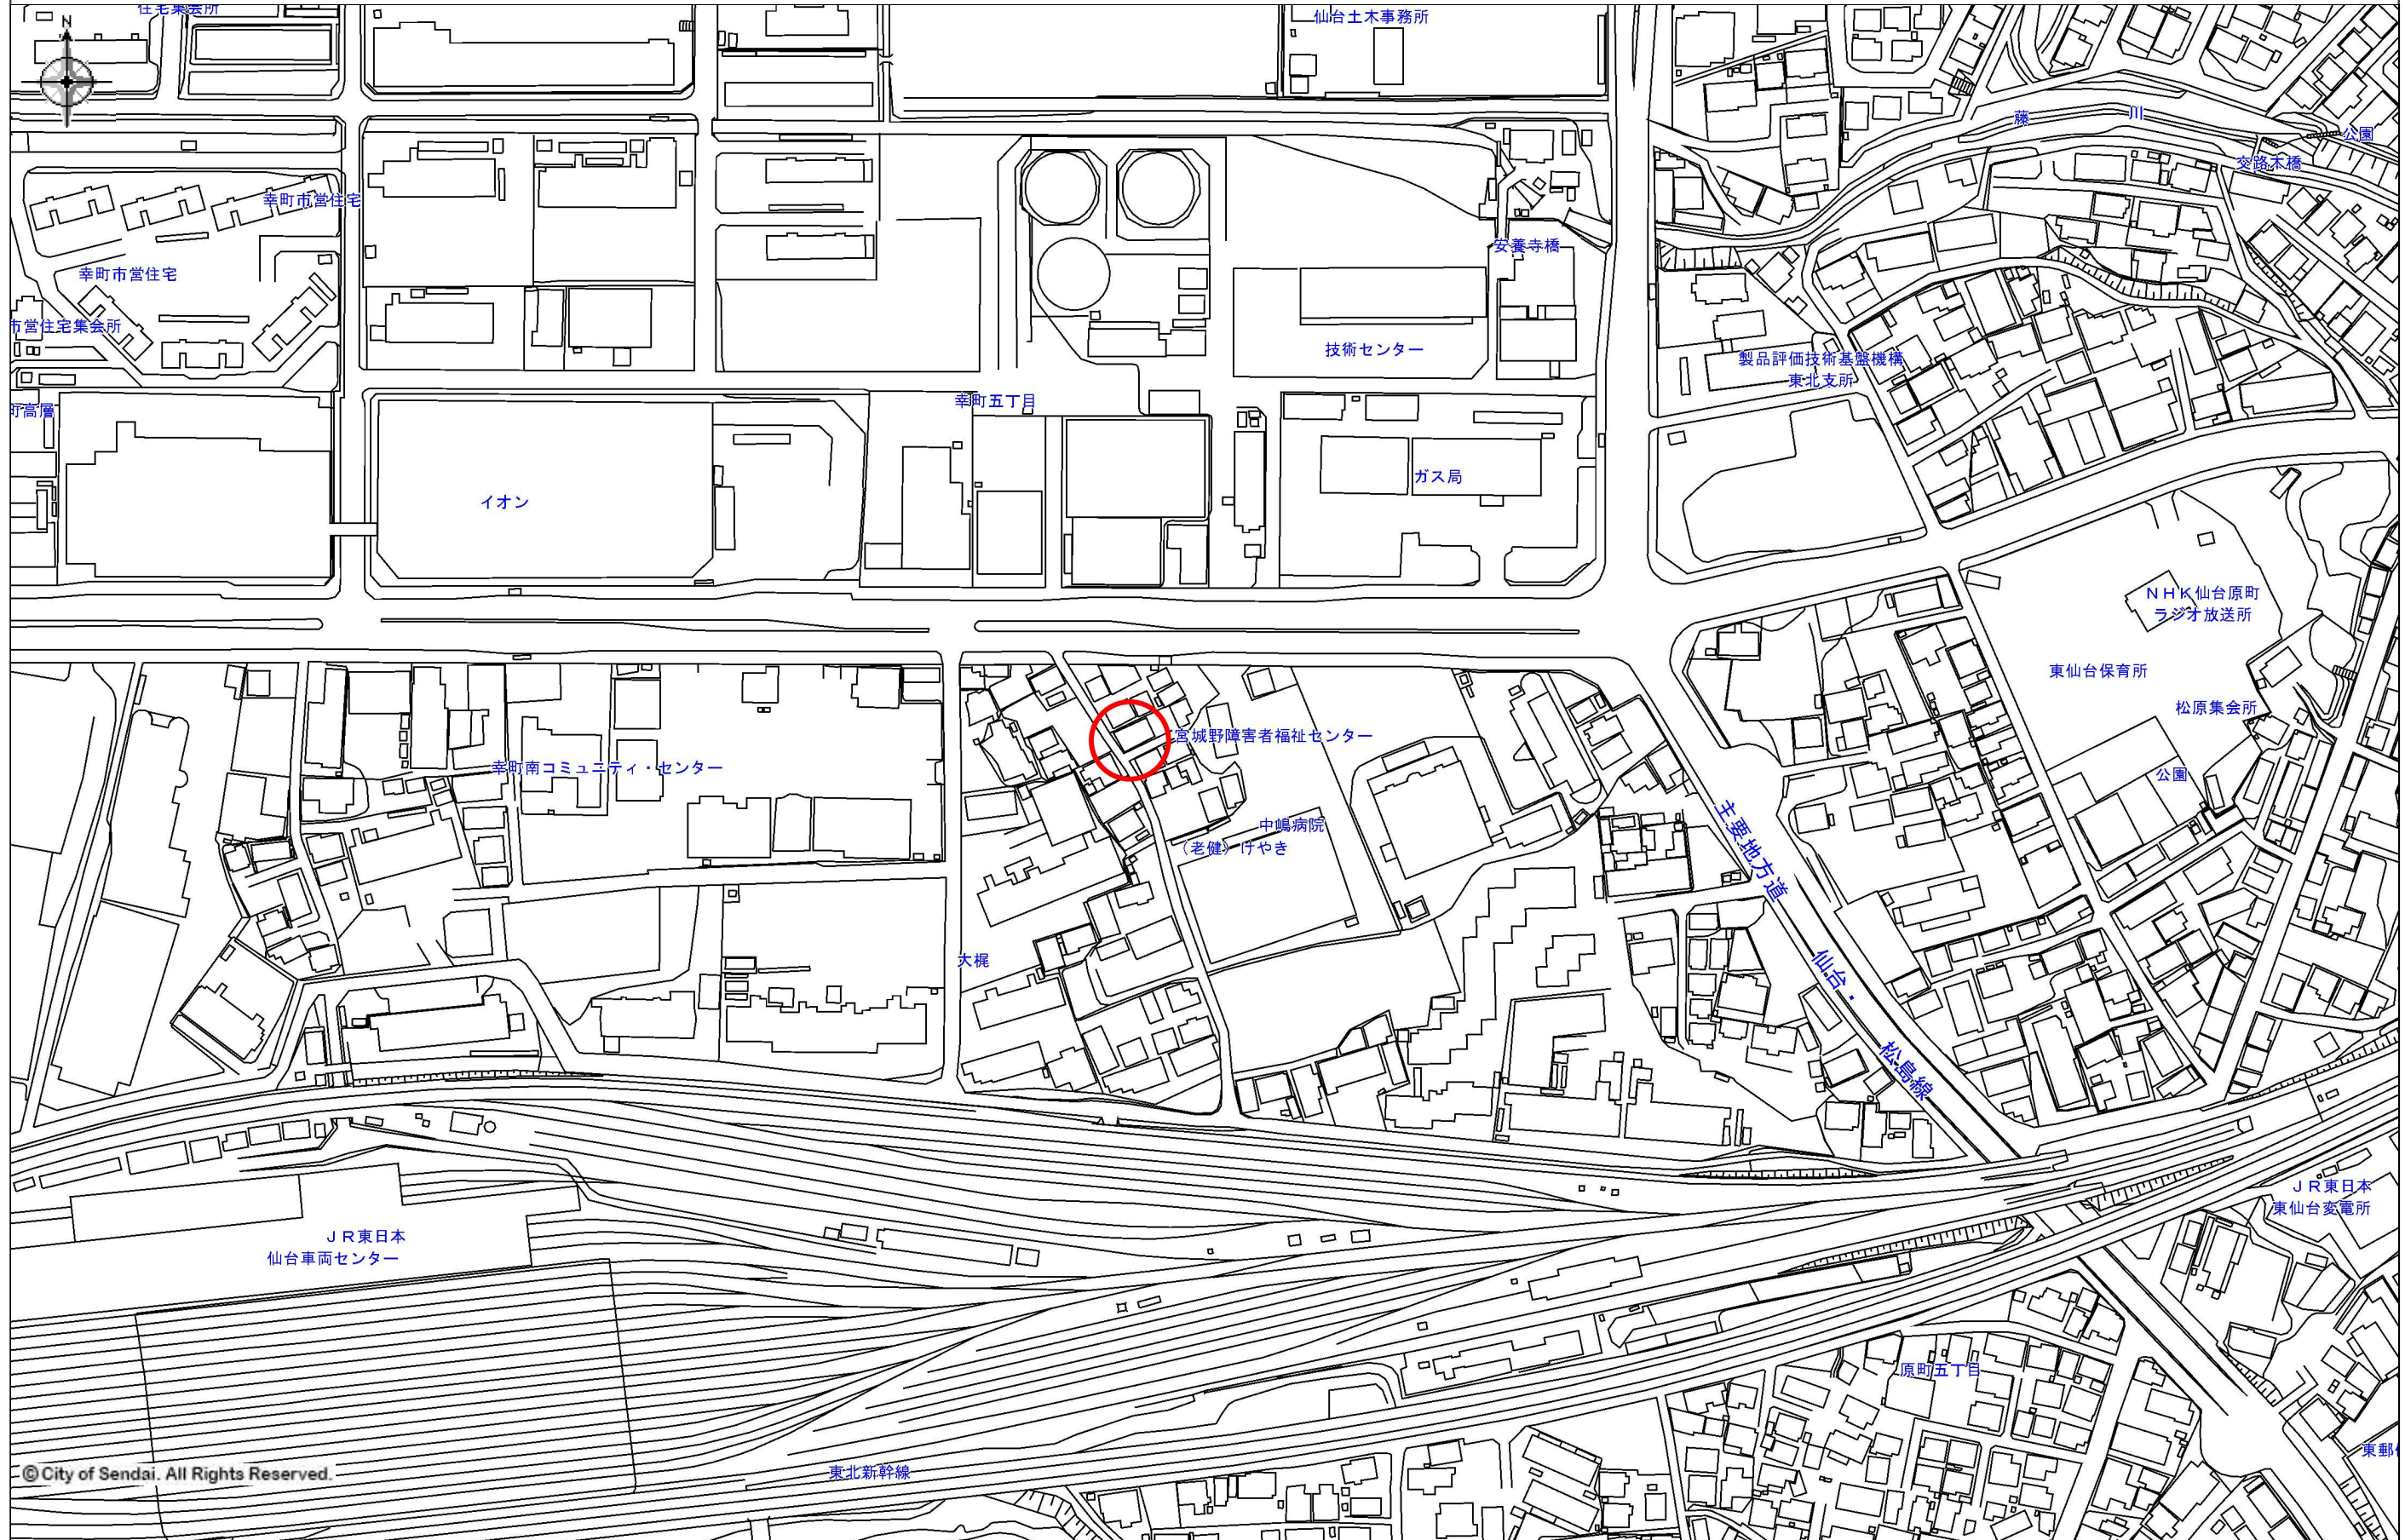 住宅集会所
仙台土木事務所
N
藤
川
公園
交路木橋
幸町市営住宅
安養寺橋
幸町市営住宅
市営住宅集会所
技術センター
製品評価技術基盤機構
東北支所
幸町五丁目
町高層
ガス局
イオン
NHK仙台原町
ラジオ放送所
東仙台保育所
松原集会所
宮城野障害者福祉センター
幸町南コミュニティ・センター
公園
主要地方道
中嶋病院
(老健)けやき
大梶
仙台・
松島線
JR東日本
東仙台変電所
JR東日本
仙台車両センター
原町五丁目
東郵
東北新幹線
©City of Sendai. All Rights Reserved.